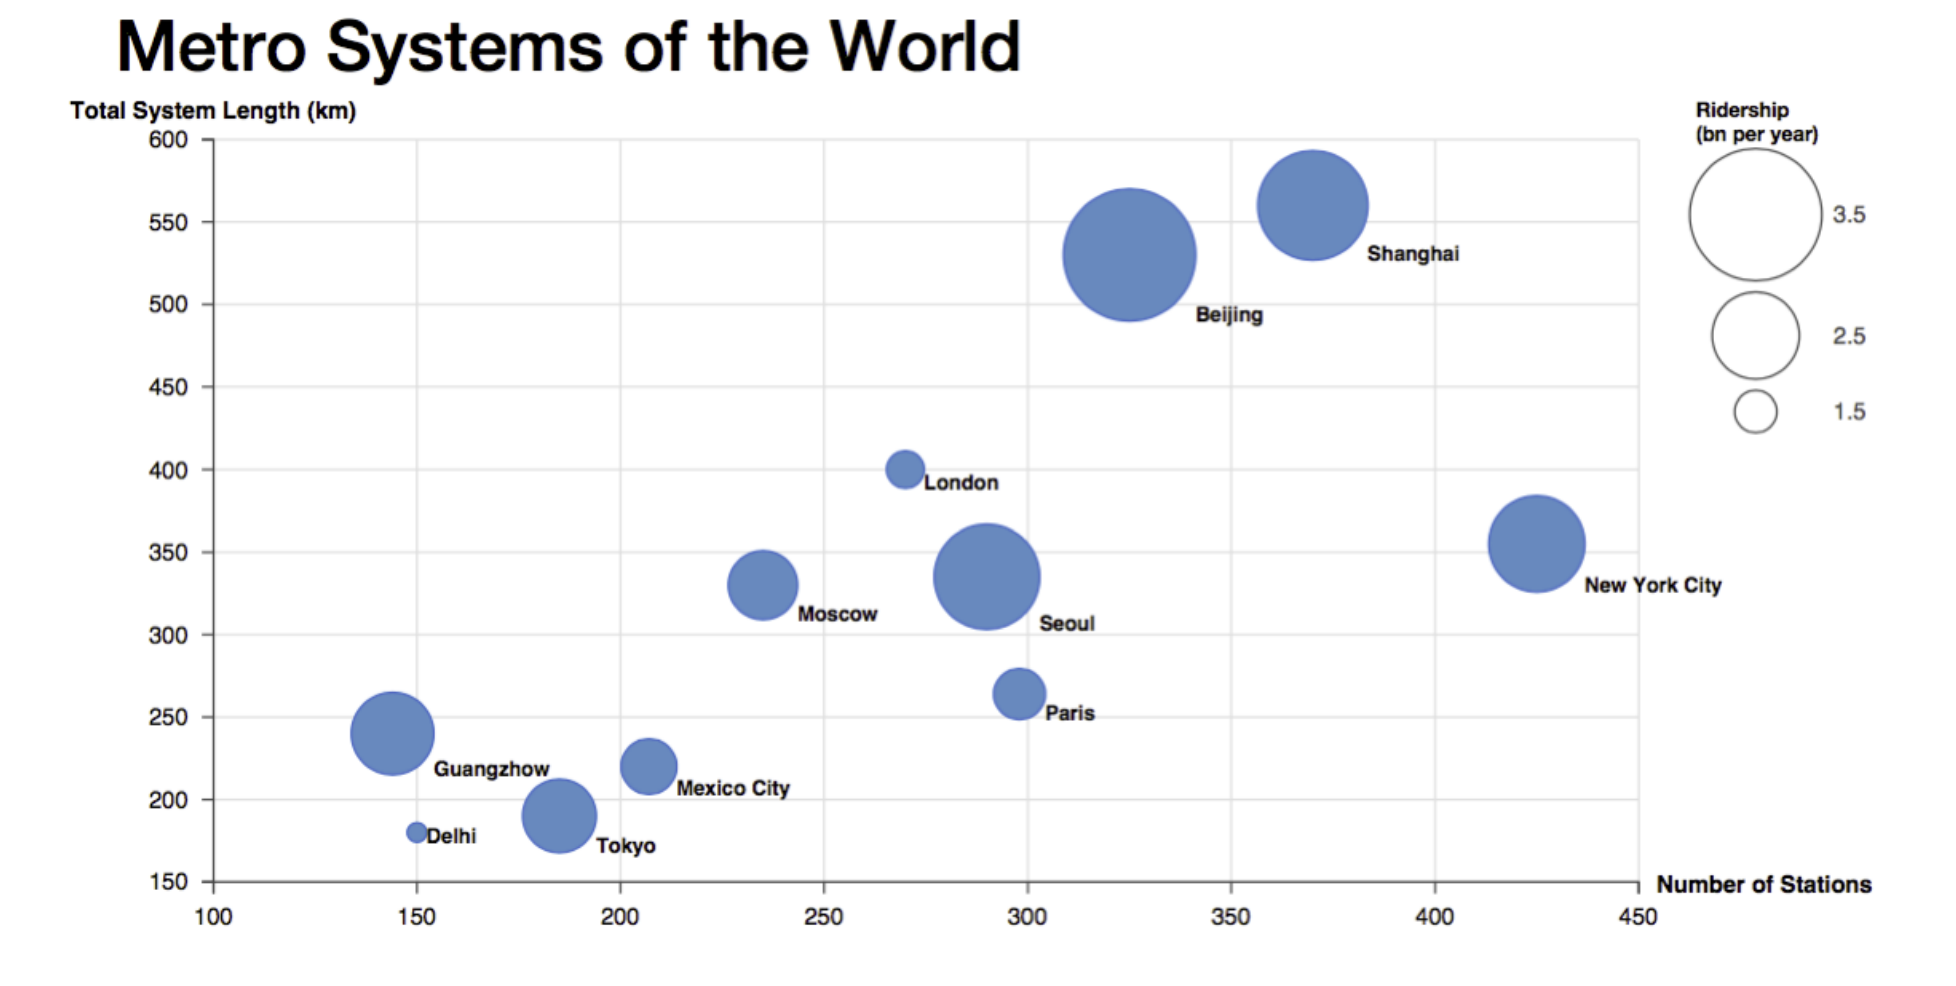 Metro Systems of the World
Total System Length (km)
Ridership
(bn per year)
600
550
500
450
400
350
300
250
200
150
3.5
2.5
1.5
Shanghai
Beijing
London
New York City
Moscow
Seoul
Paris
Guangzhow
Mexico City
Delhi
Tokyo
Number of Stations
100 150 200 250 300 350 400 450